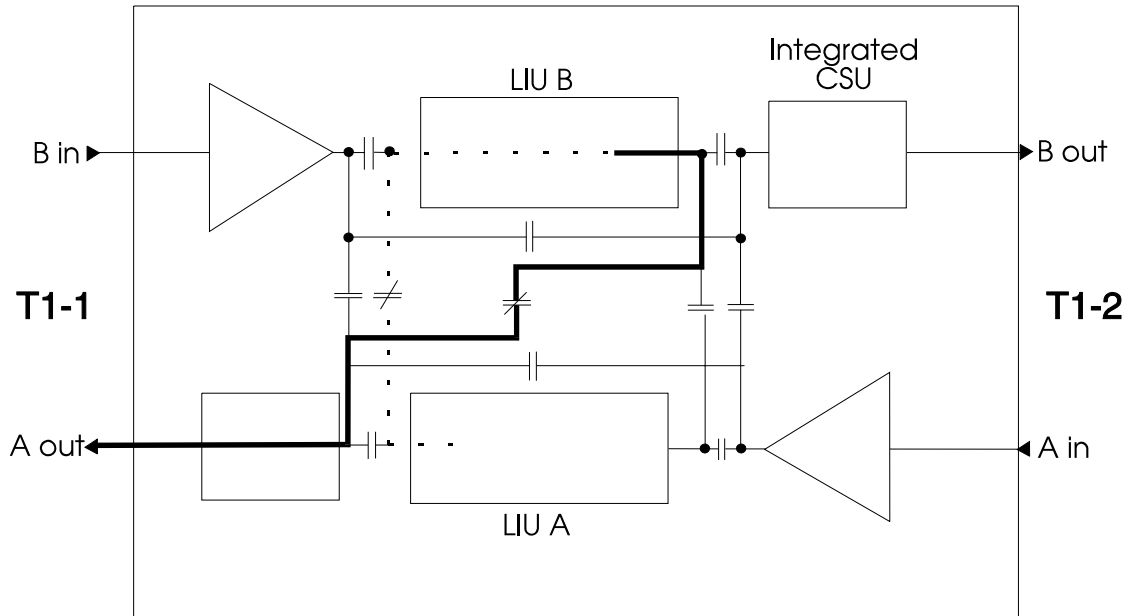 Integrated
CSU
LIU B
B in
B out
T1-1
T1-2
A out
A in
LIU A